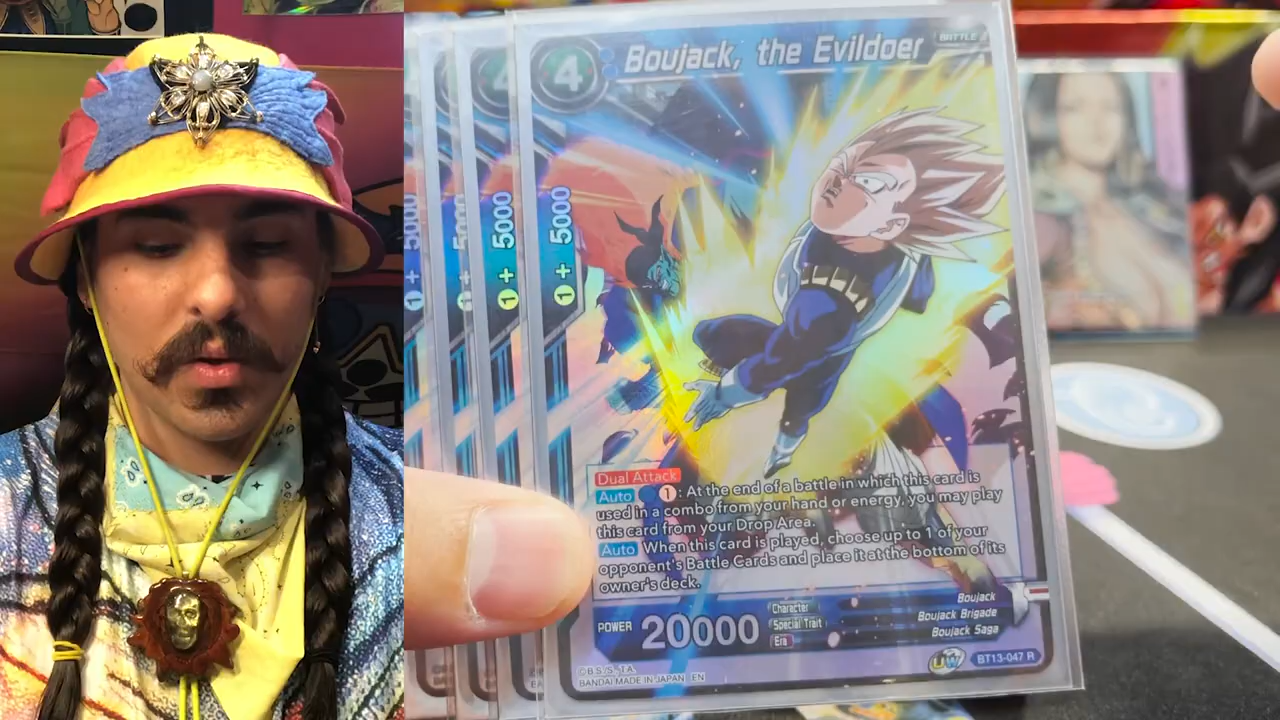 4
Boujack, the Evildoer
BATTLE
4
5000
5000
1 + 5000
1 + 5000
Dual Attack
Auto 1 : At the end of a battle in which this card is
used in a combo from your hand or energy, you may play
this card from your Drop Area.
Auto When this card is played, choose up to 1 of your
opponent's Battle Cards and place it at the bottom of its
owner's deck.
POWER 20000
Character Boujack
Special Trait Boujack Brigade
Era Boujack Saga
©B.S./S., T.A.
BANDAI MADE IN JAPAN EN
UW
BT13-047 R